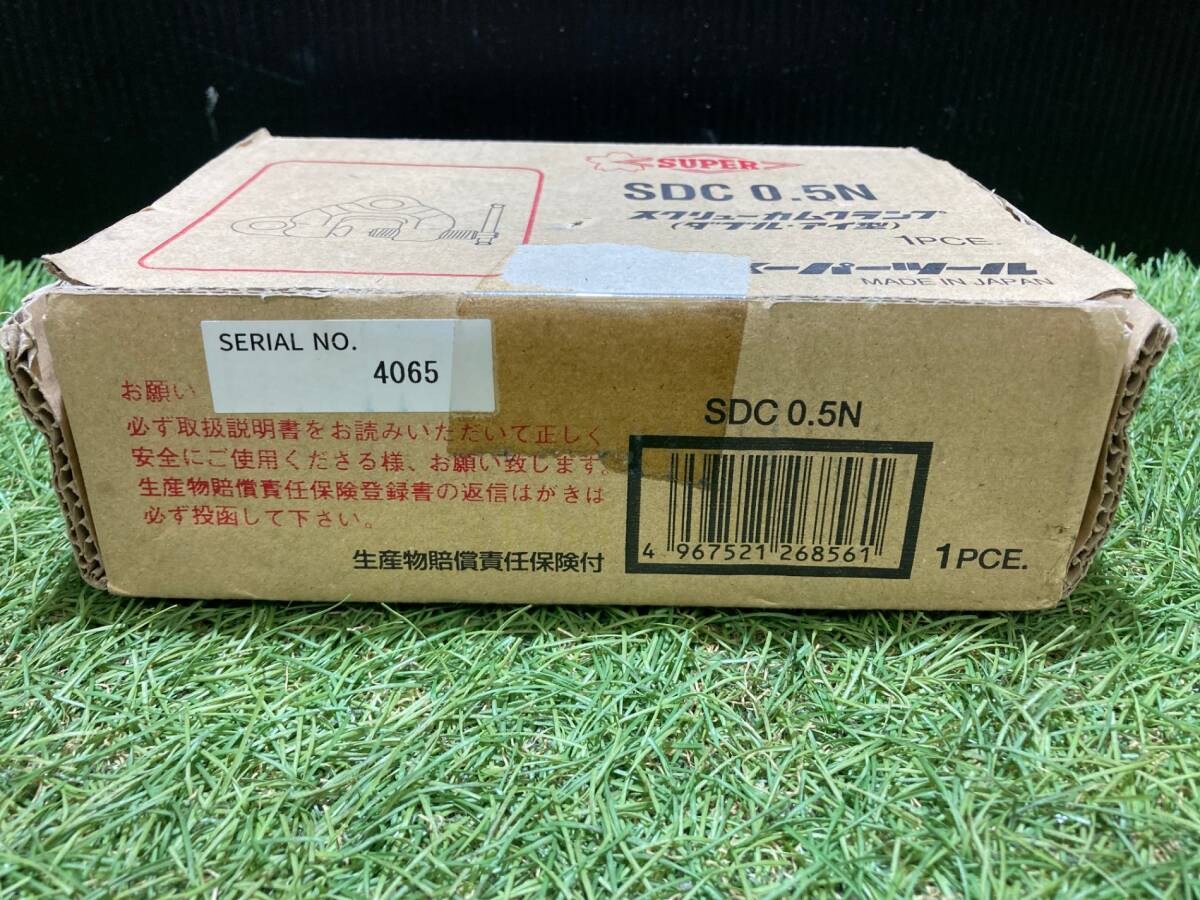 SUPER
SDC 0.5N
スクリューカムクランプ
(ダブル・アイ型)
1PCE.
スーパーツール
MADE IN JAPAN
SERIAL NO.
4065
お願い
必ず取扱説明書をお読みいただいて正しく
安全にご使用くださる様、お願い致します。
生産物賠償責任保険登録書の返信はがきは
必ず投函して下さい。
生産物賠償責任保険付
SDC 0.5N
4 967521 268561
1PCE.